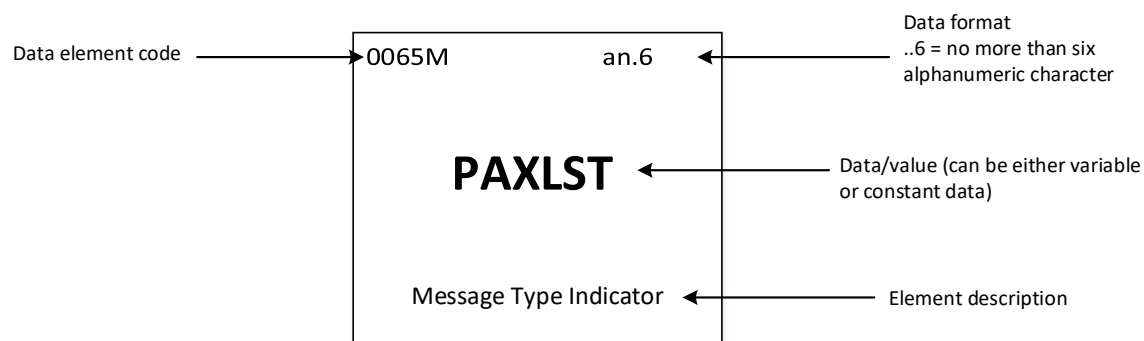 Data element code
0065M an.6
Data format
..6 = no more than six
alphanumeric character
PAXLST
Data/value (can be either variable
or constant data)
Message Type Indicator
Element description